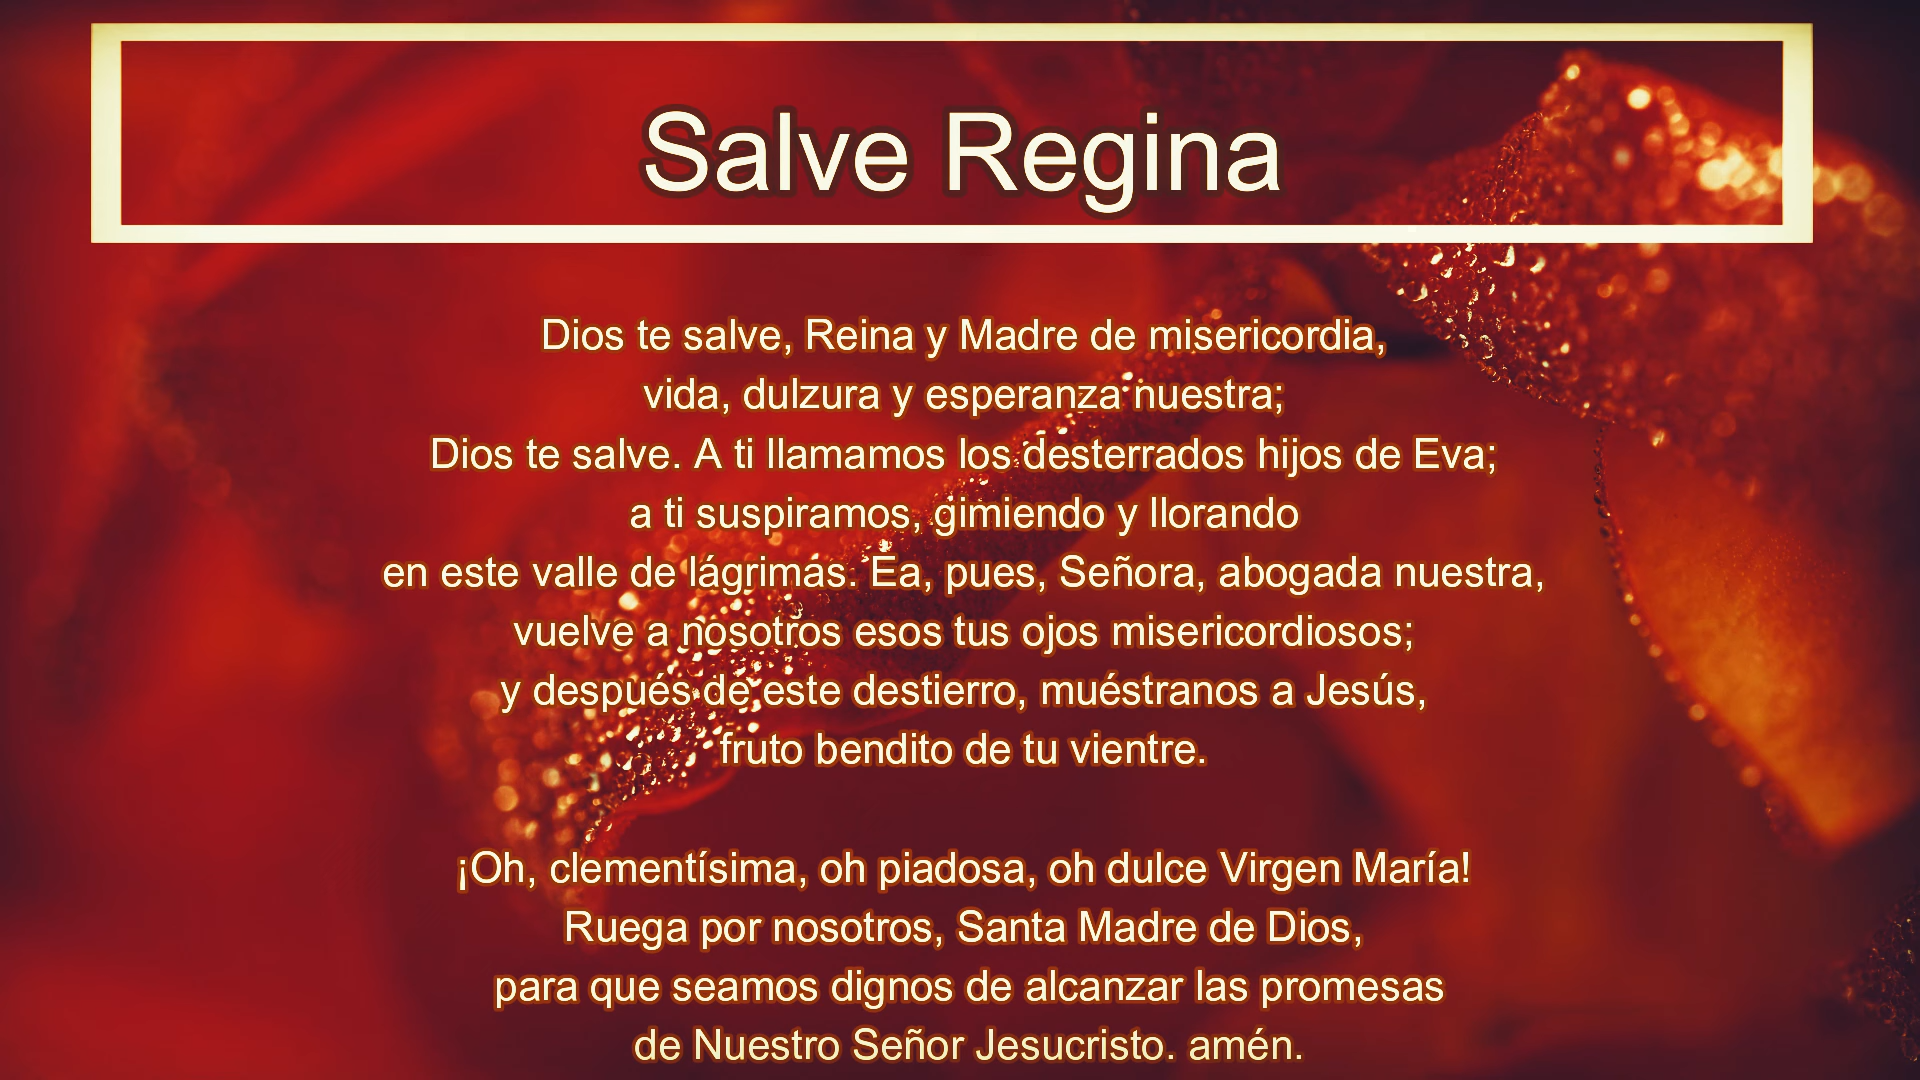 Salve Regina
Dios te salve, Reina y Madre de misericordia,
vida, dulzura y esperanza nuestra;
Dios te salve. A ti llamamos los desterrados hijos de Eva;
a ti suspiramos, gimiendo y llorando
en este valle de lágrimas. Ea, pues, Señora, abogada nuestra,
vuelve a nosotros esos tus ojos misericordiosos;
y después de este destierro, muéstranos a Jesús,
fruto bendito de tu vientre.
¡Oh, clementísima, oh piadosa, oh dulce Virgen María!
Ruega por nosotros, Santa Madre de Dios,
para que seamos dignos de alcanzar las promesas
de Nuestro Señor Jesucristo. amén.